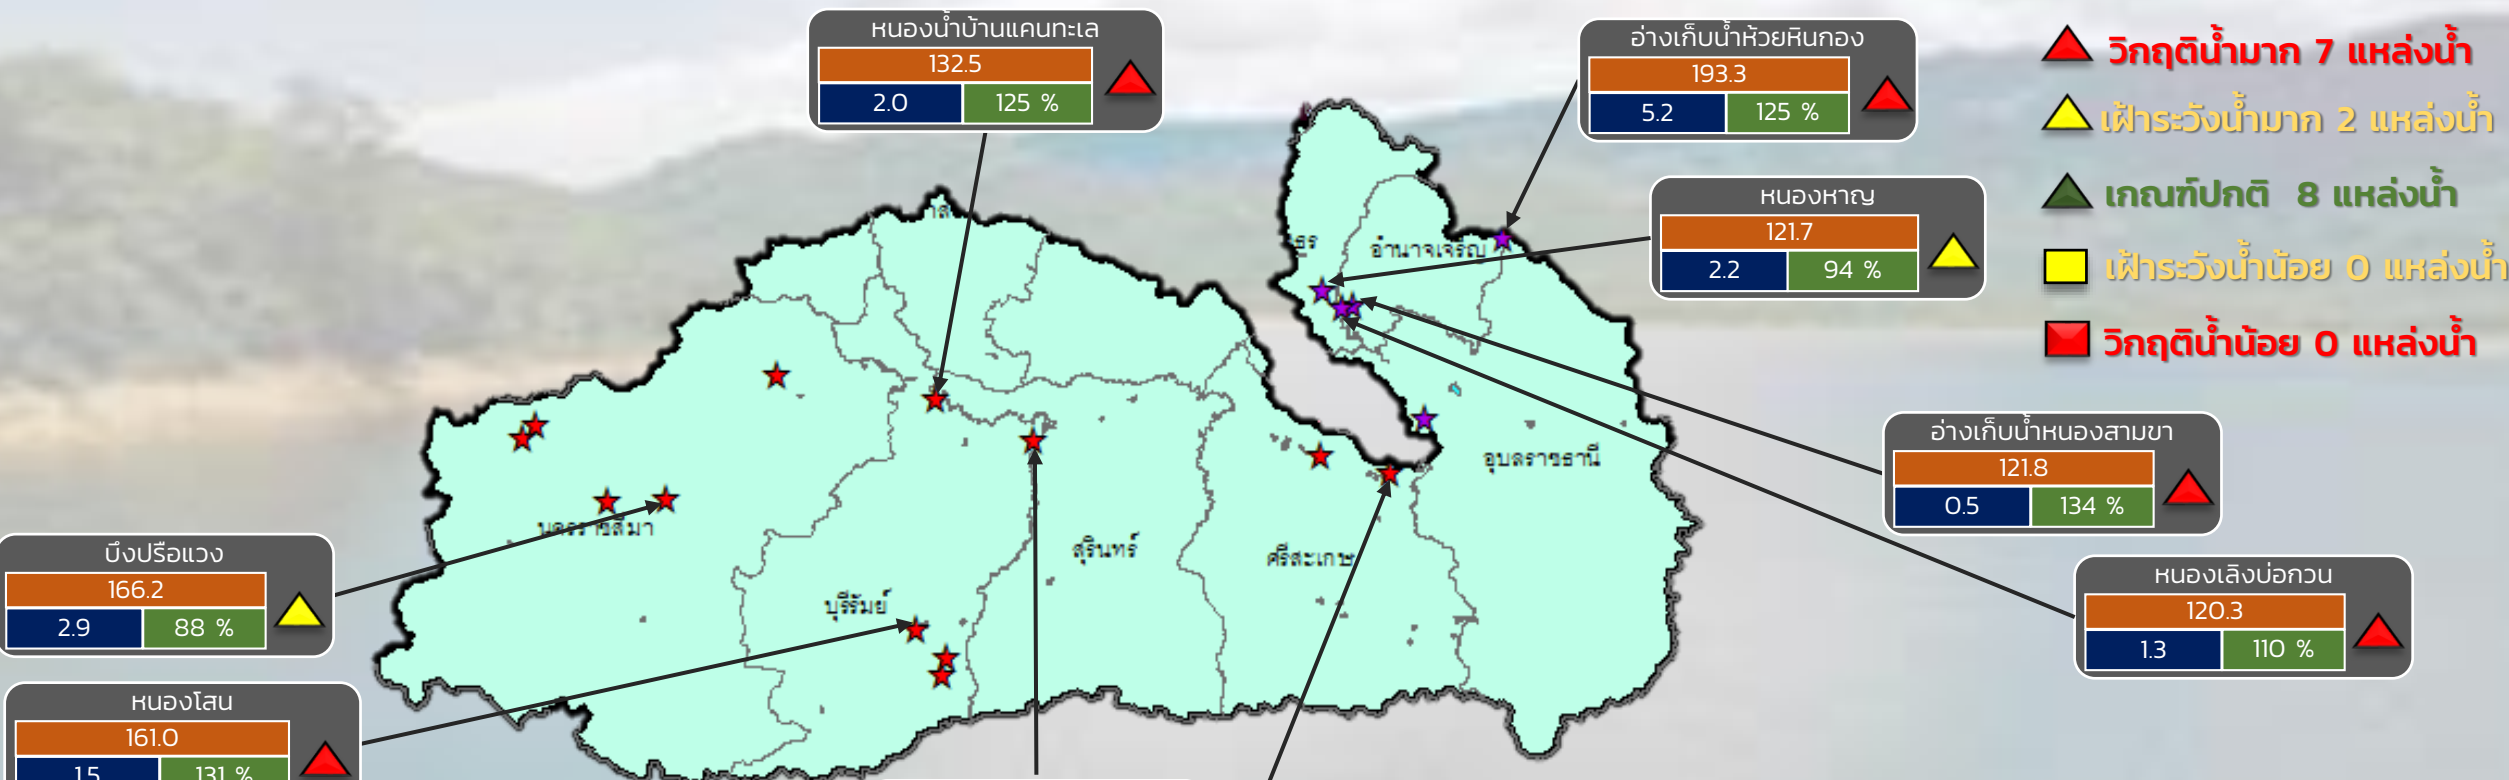 หนองน้ำบ้านแคนทะเล
132.5
2.0 125 %
อ่างเก็บน้ำห้วยหินกอง
193.3
5.2 125 %
หนองหาญ
121.7
2.2 94 %
วิกฤติน้ำมาก 7 แหล่งน้ำ
เฝ้าระวังน้ำมาก 2 แหล่งน้ำ
เกณฑ์ปกติ 8 แหล่งน้ำ
เฝ้าระวังน้ำน้อย 0 แหล่งน้ำ
วิกฤติน้ำน้อย 0 แหล่งน้ำ
อำนาจเจริญ
อุบลราชธานี
นครราชสีมา
สุรินทร์
ศรีสะเกษ
บุรีรัมย์
อ่างเก็บน้ำหนองสามขา
121.8
0.5 134 %
หนองเลิงบ่อกวน
120.3
1.3 110 %
บึงปรือแวง
166.2
2.9 88 %
หนองโสน
161.0
1.5 131 %